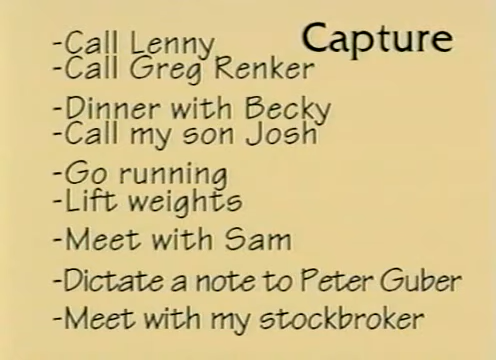 Capture
-Call Lenny
-Call Greg Renker
-Dinner with Becky
-Call my son Josh
-Go running
-Lift weights
-Meet with Sam
-Dictate a note to Peter Guber
-Meet with my stockbroker